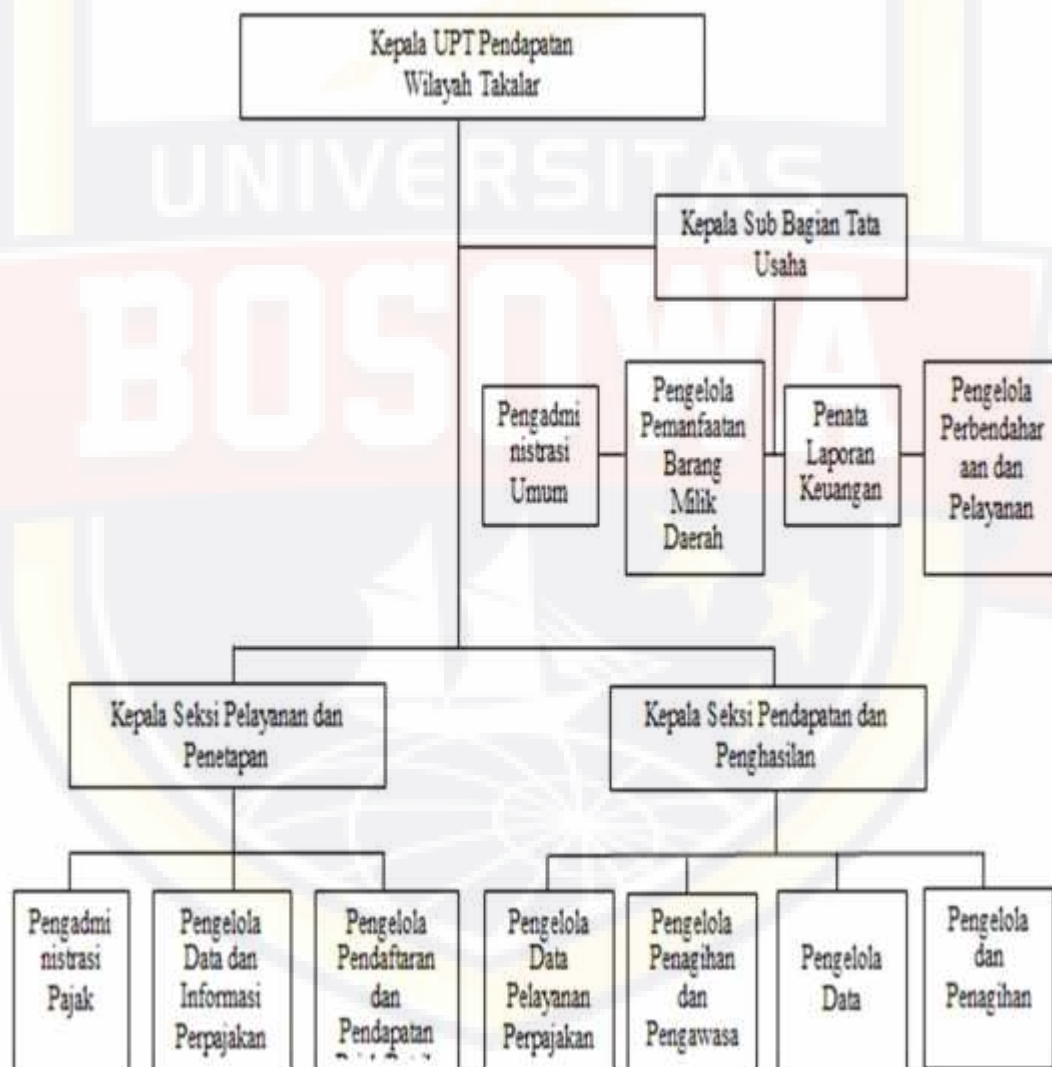 Kepala UPT Pendapatan
Wilayah Takalar
UNIVERSITAS
Kepala Sub Bagian Tata
Usaha
BOSOWA
Pengadmi
nistrasi
Umum
Pengelola
Pemanfaatan
Barang
Milik
Daerah
Penata
Laporan
Keuangan
Pengelola
Perbendahar
aan dan
Pelayanan
Kepala Seksi Pelayanan dan
Penetapan
Kepala Seksi Pendapatan dan
Penghasilan
Pengadmi
nistrasi
Pajak
Pengelola
Data dan
Informasi
Perpajakan
Pengelola
Pendaftaran
dan
Pendapatan
Pengelola
Data
Pelayanan
Perpajakan
Pengelola
Penagihan
dan
Pengawasa
Pengelola
Data
Pengelola
dan
Penagihan